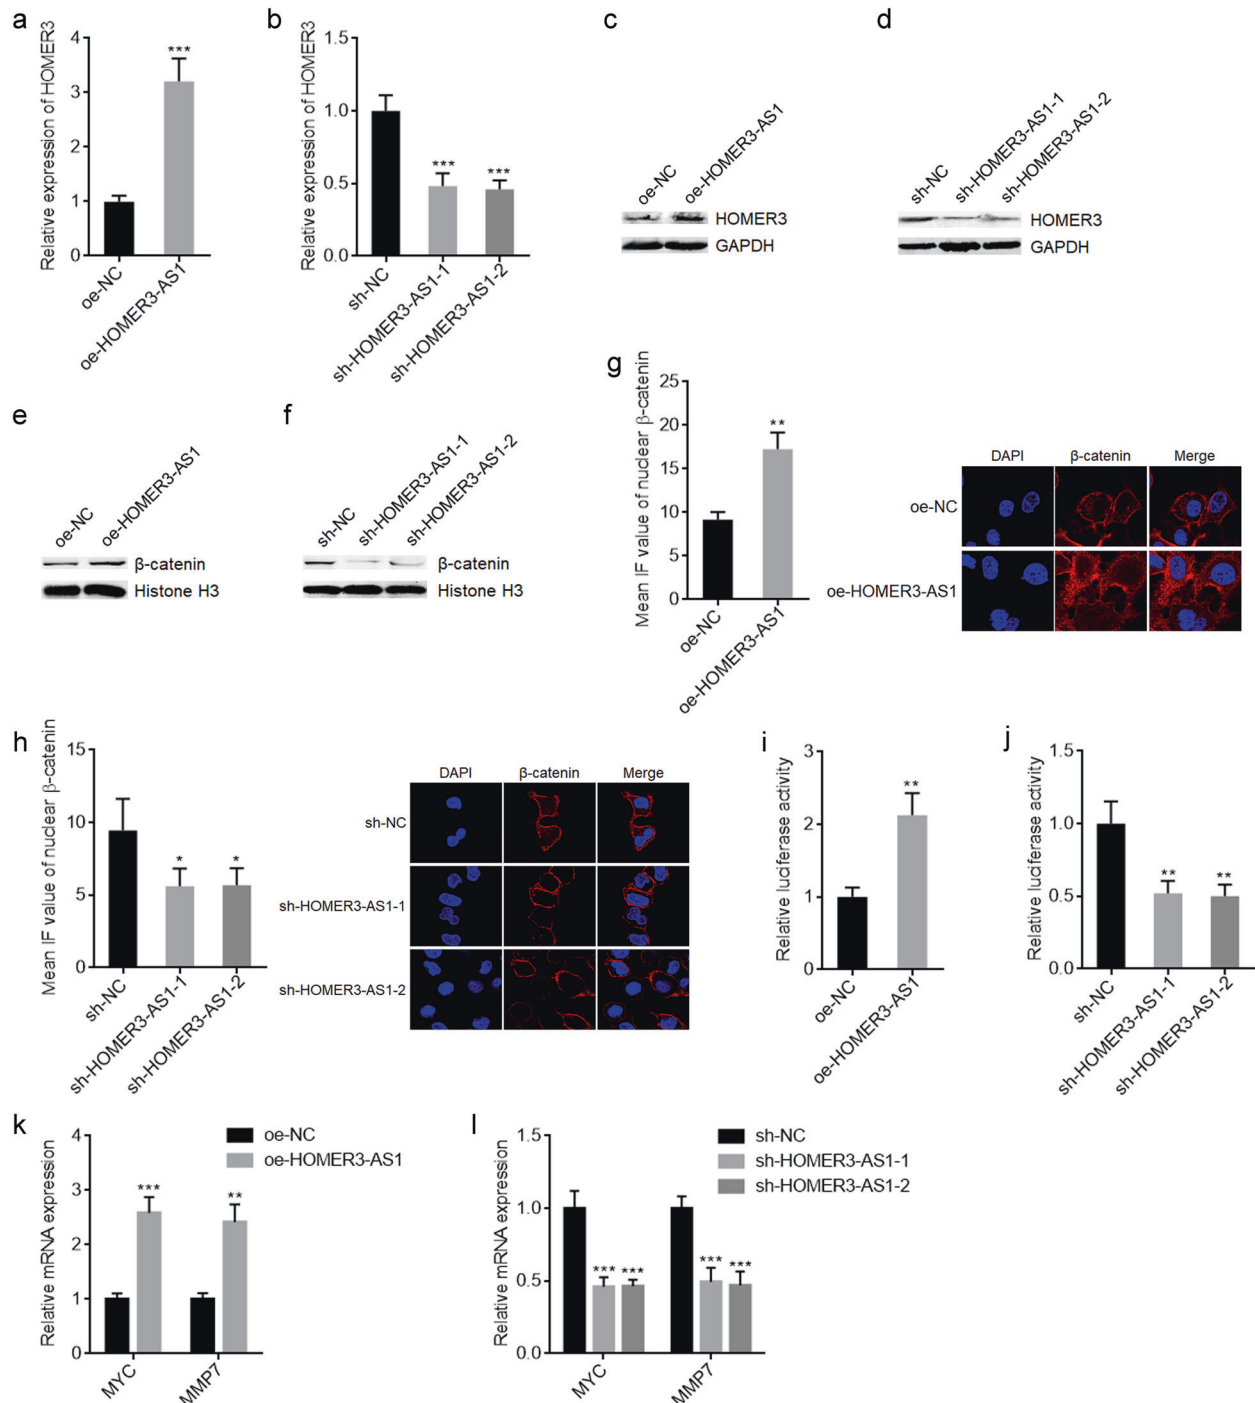 a
Relative expression of HOMER3
4
3
2
1
0
***
oe-NC
oe-HOMER3-AS1
b
Relative expression of HOMER3
1.5
1.0
0.5
0.0
***
***
sh-NC
sh-HOMER3-AS1-1
sh-HOMER3-AS1-2
c
oe-NC
oe-HOMER3-AS1
HOMER3
GAPDH
d
sh-NC
sh-HOMER3-AS1-1
sh-HOMER3-AS1-2
HOMER3
GAPDH
e
oe-NC
oe-HOMER3-AS1
β-catenin
Histone H3
f
sh-NC
sh-HOMER3-AS1-1
sh-HOMER3-AS1-2
β-catenin
Histone H3
g
Mean IF value of nuclear β-catenin
25
20
15
10
5
0
**
oe-NC
oe-HOMER3-AS1
DAPI
β-catenin
Merge
oe-NC
oe-HOMER3-AS1
h
Mean IF value of nuclear β-catenin
15
10
5
0
*
*
sh-NC
sh-HOMER3-AS1-1
sh-HOMER3-AS1-2
DAPI
β-catenin
Merge
sh-NC
sh-HOMER3-AS1-1
sh-HOMER3-AS1-2
i
Relative luciferase activity
3
2
1
0
**
oe-NC
oe-HOMER3-AS1
j
Relative luciferase activity
1.5
1.0
0.5
0.0
**
**
sh-NC
sh-HOMER3-AS1-1
sh-HOMER3-AS1-2
k
Relative mRNA expression
4
3
2
1
0
oe-NC
oe-HOMER3-AS1
***
**
MYC
MMP7
l
Relative mRNA expression
1.5
1.0
0.5
0.0
sh-NC
sh-HOMER3-AS1-1
sh-HOMER3-AS1-2
***
***
***
***
MYC
MMP7